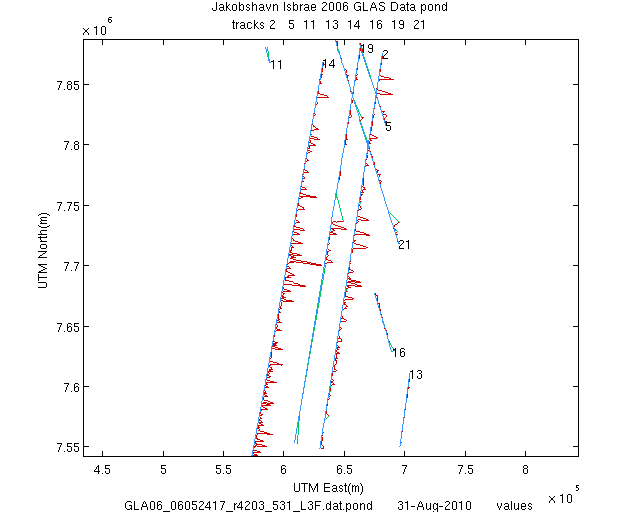 Jakobshavn Isbrae 2006 GLAS Data pond
tracks 2 5 11 13 14 16 19 21
× 10^6
19
2
11
14
7.85
5
7.8
7.75
21
7.7
7.65
16
13
7.6
7.55
UTM North(m)
4.5 5 5.5 6 6.5 7 7.5 8
UTM East(m)
× 10^5
GLA06_06052417_r4203_531_L3F.dat.pond 31-Aug-2010 values